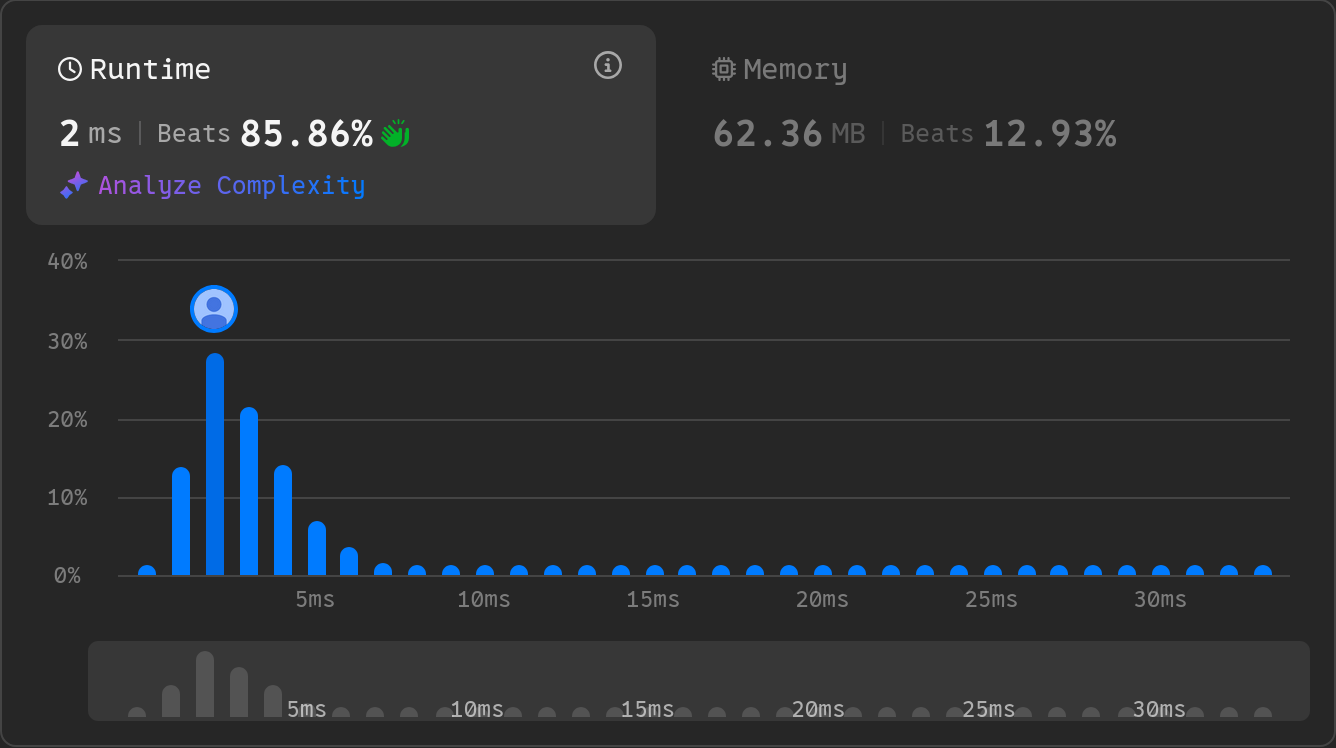 Runtime
2 ms | Beats 85.86%
Analyze Complexity
Memory
62.36 MB | Beats 12.93%
40%
30%
20%
10%
0%
5ms 10ms 15ms 20ms 25ms 30ms
5ms 10ms 15ms 20ms 25ms 30ms